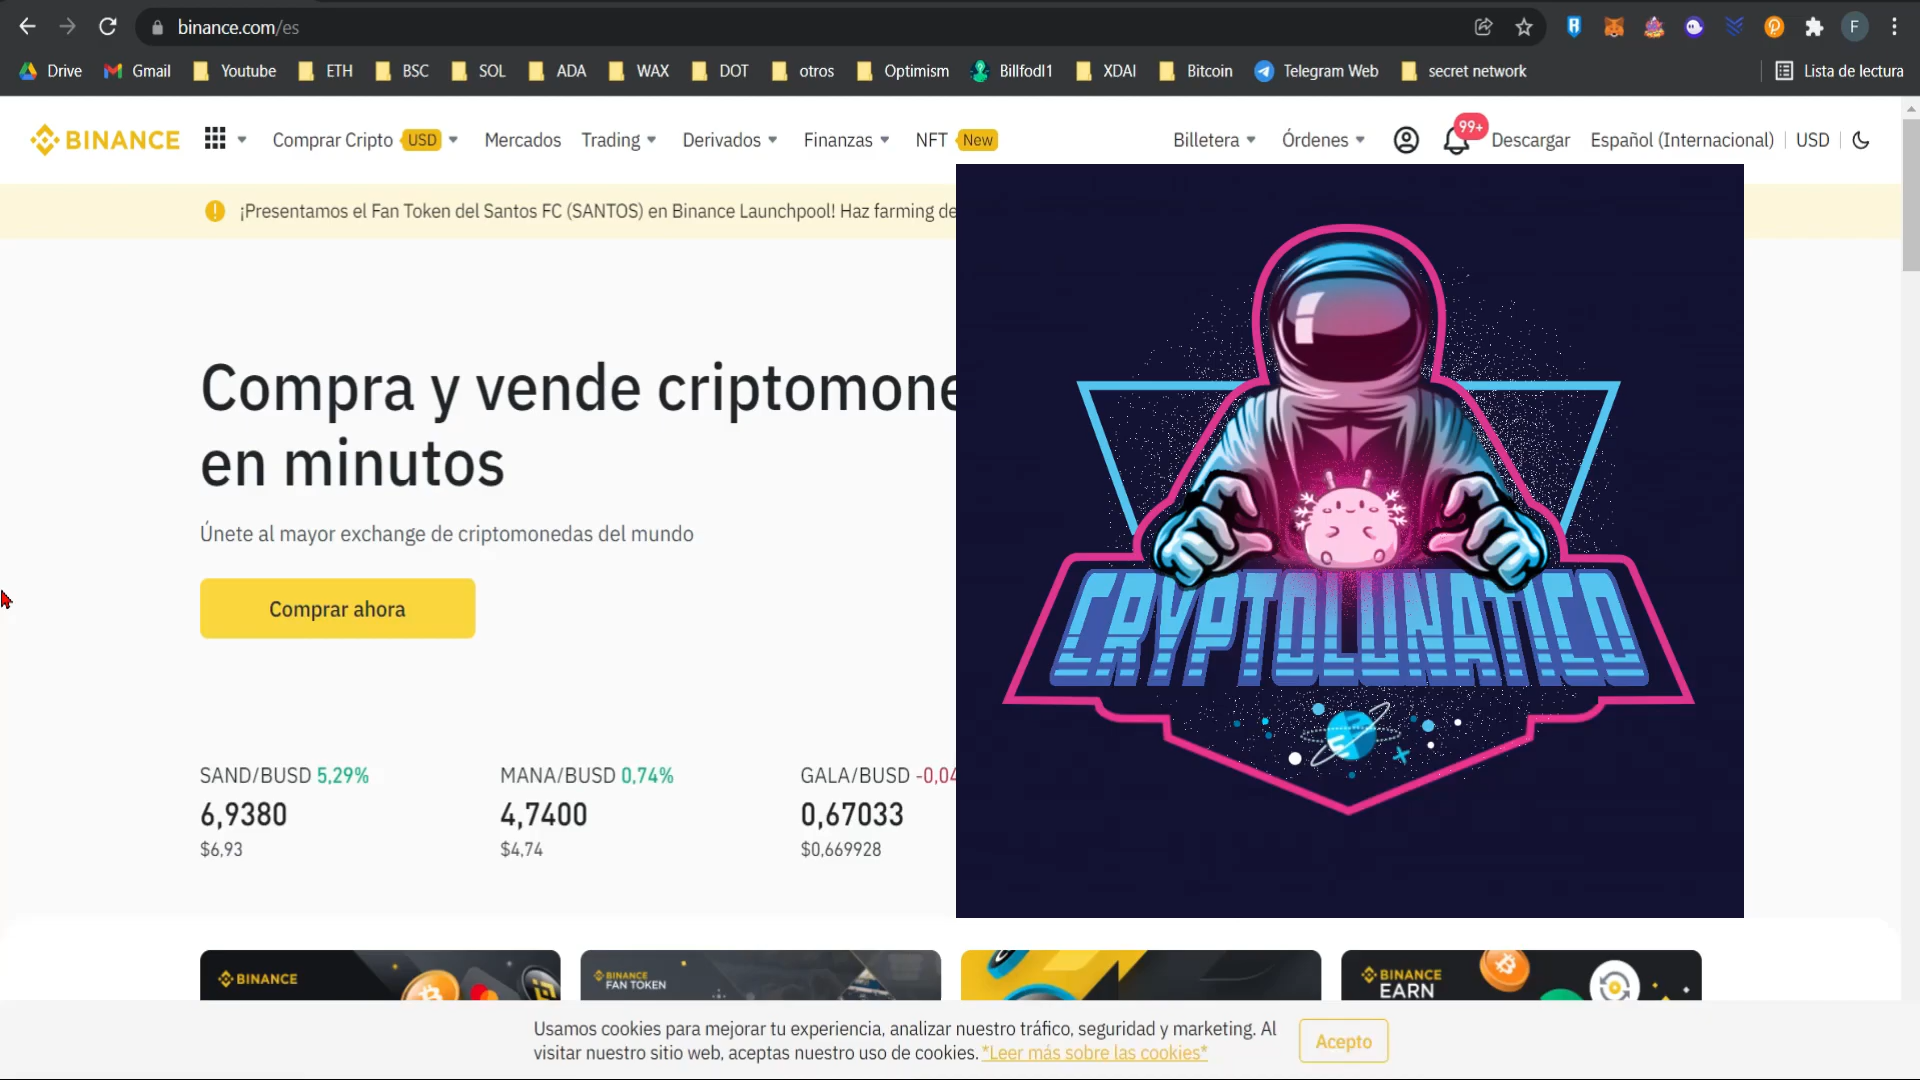 binance.com/es
F
Drive Gmail Youtube ETH BSC SOL ADA WAX DOT otros Optimism Billfodl1 XDAI Bitcoin Telegram Web secret network Lista de lectura
BINANCE Comprar Cripto USD Mercados Trading Derivados Finanzas NFT New Billetera Órdenes 99+ Descargar Español (Internacional) USD
¡Presentamos el Fan Token del Santos FC (SANTOS) en Binance Launchpool! Haz farming de
Compra y vende criptomone
en minutos
Únete al mayor exchange de criptomonedas del mundo
Comprar ahora
CRYPTOLUNATICO
SAND/BUSD 5,29%
6,9380
$6,93
MANA/BUSD 0,74%
4,7400
$4,74
GALA/BUSD -0,04
0,67033
$0,669928
BINANCE
BINANCE
FAN TOKEN
BINANCE
EARN
Usamos cookies para mejorar tu experiencia, analizar nuestro tráfico, seguridad y marketing. Al
visitar nuestro sitio web, aceptas nuestro uso de cookies. *Leer más sobre las cookies*
Acepto